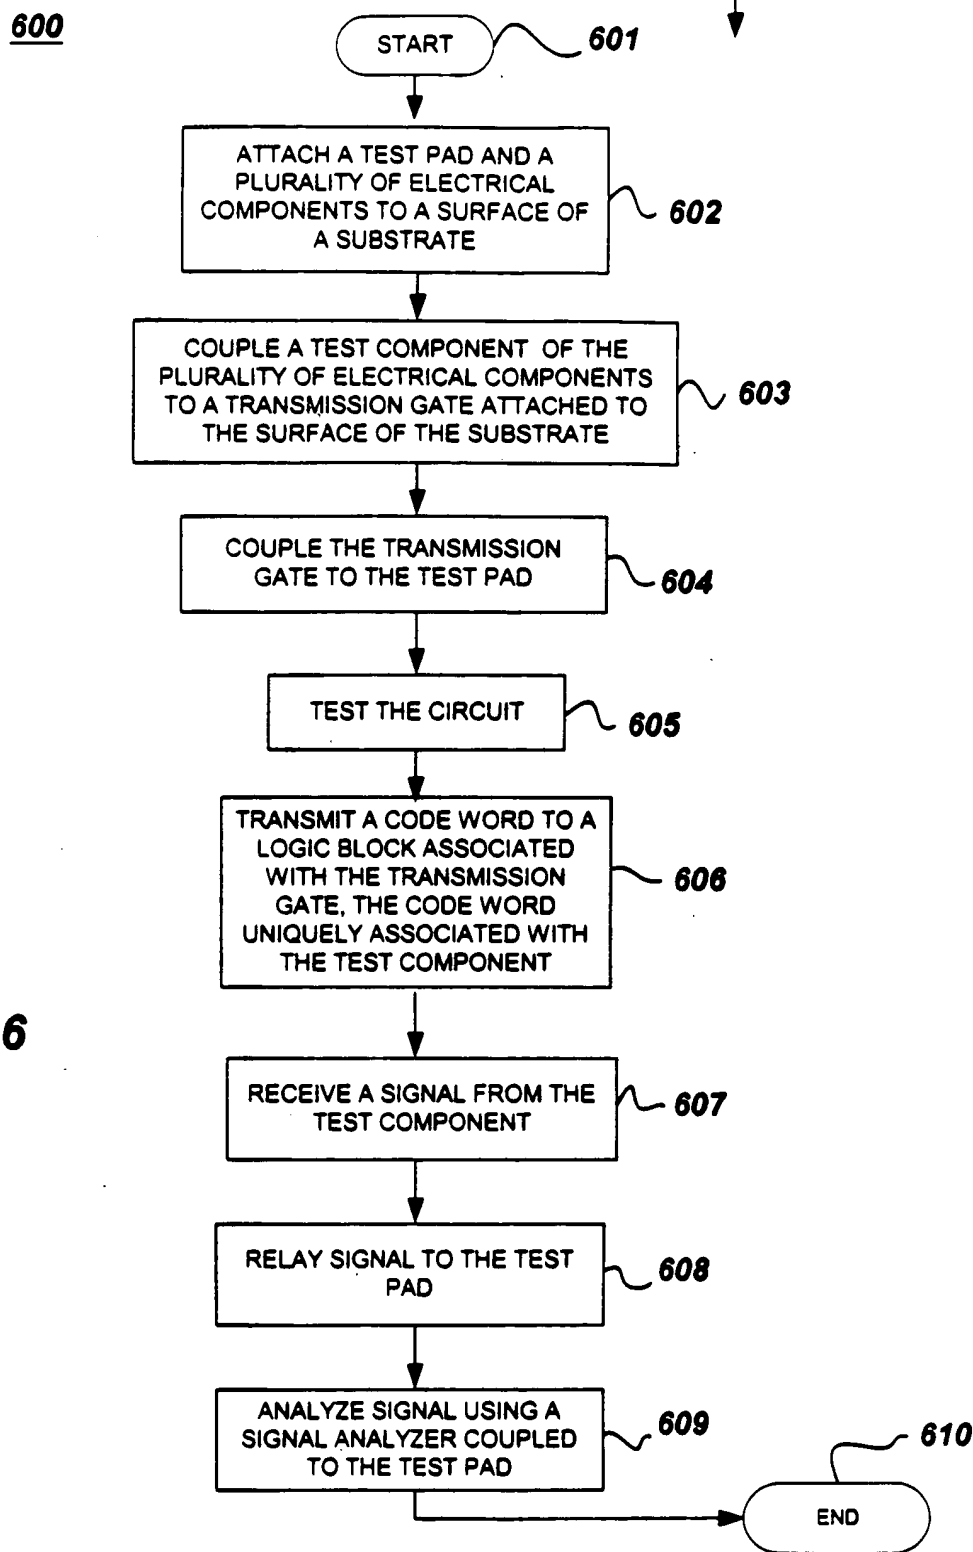 600
START
601
ATTACH A TEST PAD AND A
PLURALITY OF ELECTRICAL
COMPONENTS TO A SURFACE OF
A SUBSTRATE
602
COUPLE A TEST COMPONENT OF THE
PLURALITY OF ELECTRICAL COMPONENTS
TO A TRANSMISSION GATE ATTACHED TO
THE SURFACE OF THE SUBSTRATE
603
COUPLE THE TRANSMISSION
GATE TO THE TEST PAD
604
TEST THE CIRCUIT
605
TRANSMIT A CODE WORD TO A
LOGIC BLOCK ASSOCIATED
WITH THE TRANSMISSION
GATE, THE CODE WORD
UNIQUELY ASSOCIATED WITH
THE TEST COMPONENT
606
6
RECEIVE A SIGNAL FROM THE
TEST COMPONENT
607
RELAY SIGNAL TO THE TEST
PAD
608
ANALYZE SIGNAL USING A
SIGNAL ANALYZER COUPLED
TO THE TEST PAD
609
610
END